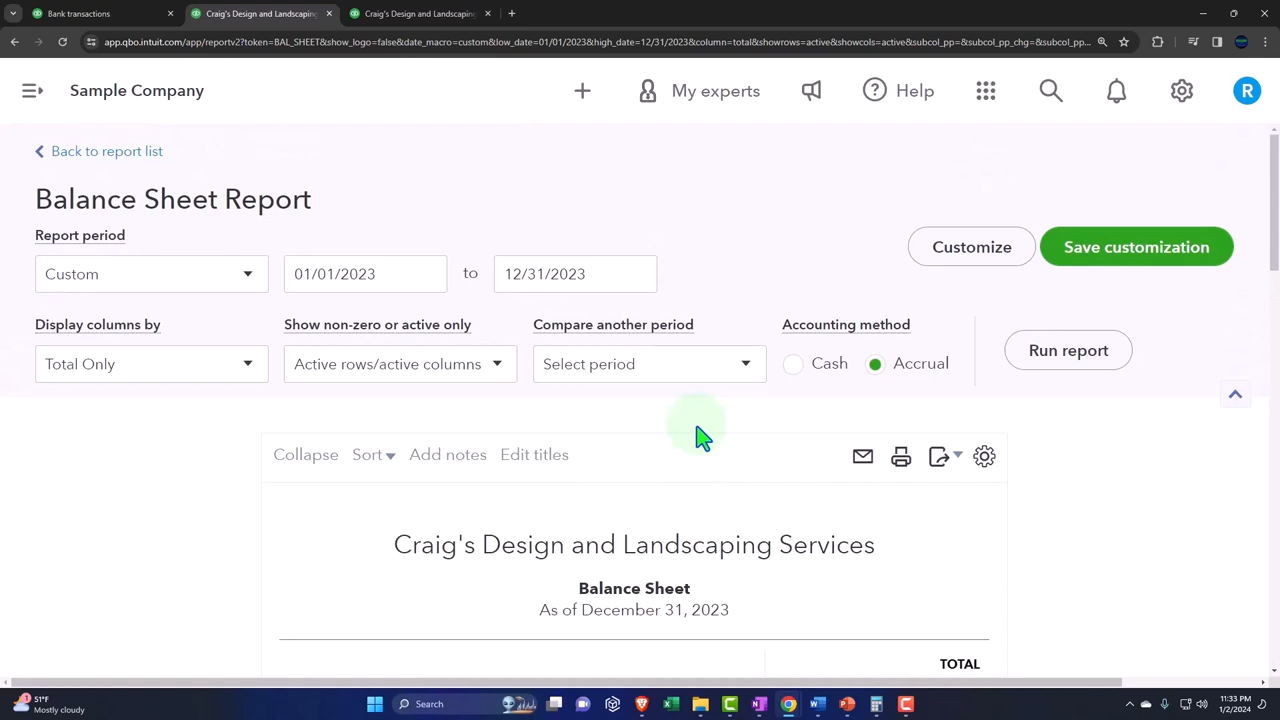 Bank transactions
Craig's Design and Landscaping
Craig's Design and Landscaping
app.qbo.intuit.com/app/reportv2?token=BAL_SHEET&show_logo=false&date_macro=custom&low_date=01/01/2023&high_date=12/31/2023&column=total&showrows=active&showcols=active&subcol_pp=&subcol_pp_chg=&subcol_pp...
Sample Company
My experts
Help
R
Back to report list
Balance Sheet Report
Report period
Custom
01/01/2023
to
12/31/2023
Customize
Save customization
Display columns by
Show non-zero or active only
Compare another period
Accounting method
Total Only
Active rows/active columns
Select period
Cash
Accrual
Run report
Collapse
Sort
Add notes
Edit titles
Craig's Design and Landscaping Services
Balance Sheet
As of December 31, 2023
TOTAL
1
51°F
Mostly cloudy
Search
11:33 PM
1/2/2024